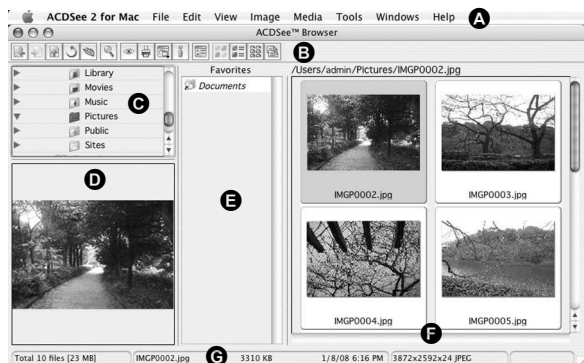 ACDSee 2 for Mac File Edit View Image Media Tools Windows Help A
ACDSee™ Browser
B
Library
Movies
Music
Pictures
Public
Sites
C
D
Favorites
Documents
E
/Users/admin/Pictures/IMGP0002.jpg
IMGP0002.jpg
IMGP0003.jpg
IMGP0004.jpg
IMGP0005.jpg
F
Total 10 files [23 MB] IMGP0002.jpg G 3310 KB 1/8/08 6:16 PM 3872x2592x24 JPEG